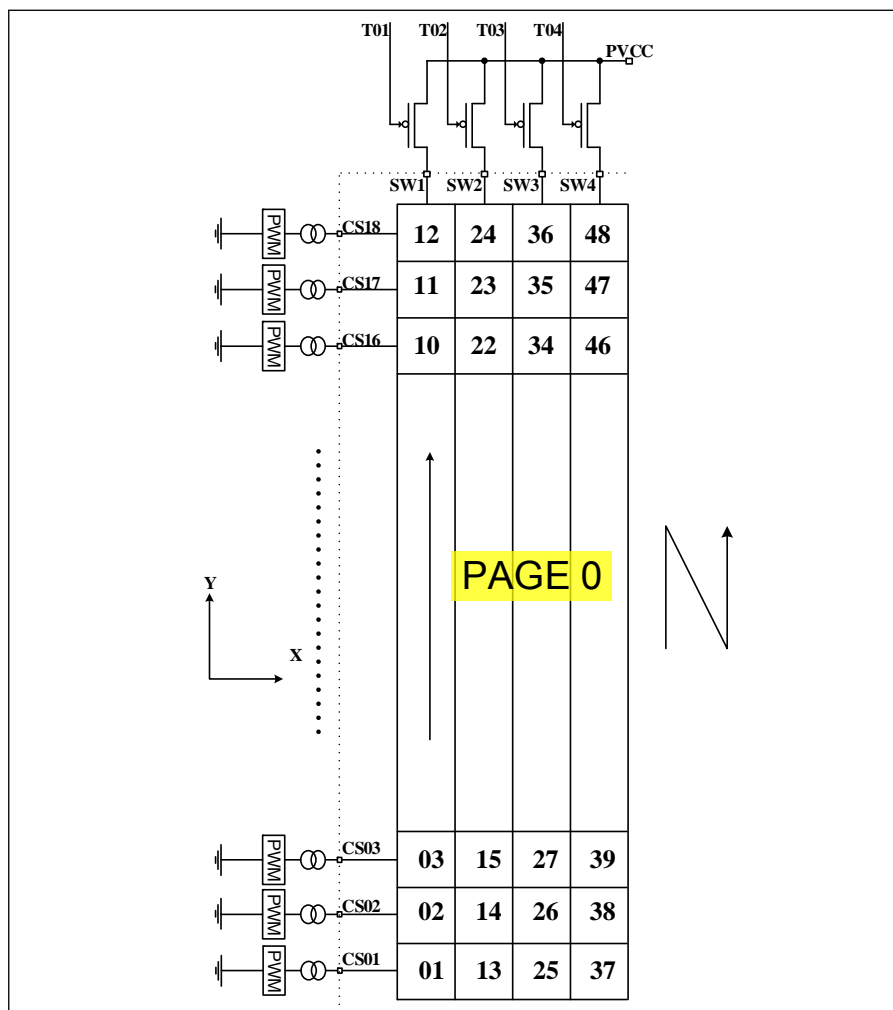 T01 T02 T03 T04
PVCC
SW1 SW2 SW3 SW4
PWM CS18 12 24 36 48
PWM CS17 11 23 35 47
PWM CS16 10 22 34 46
PAGE 0
Y
X
PWM CS03 03 15 27 39
PWM CS02 02 14 26 38
PWM CS01 01 13 25 37